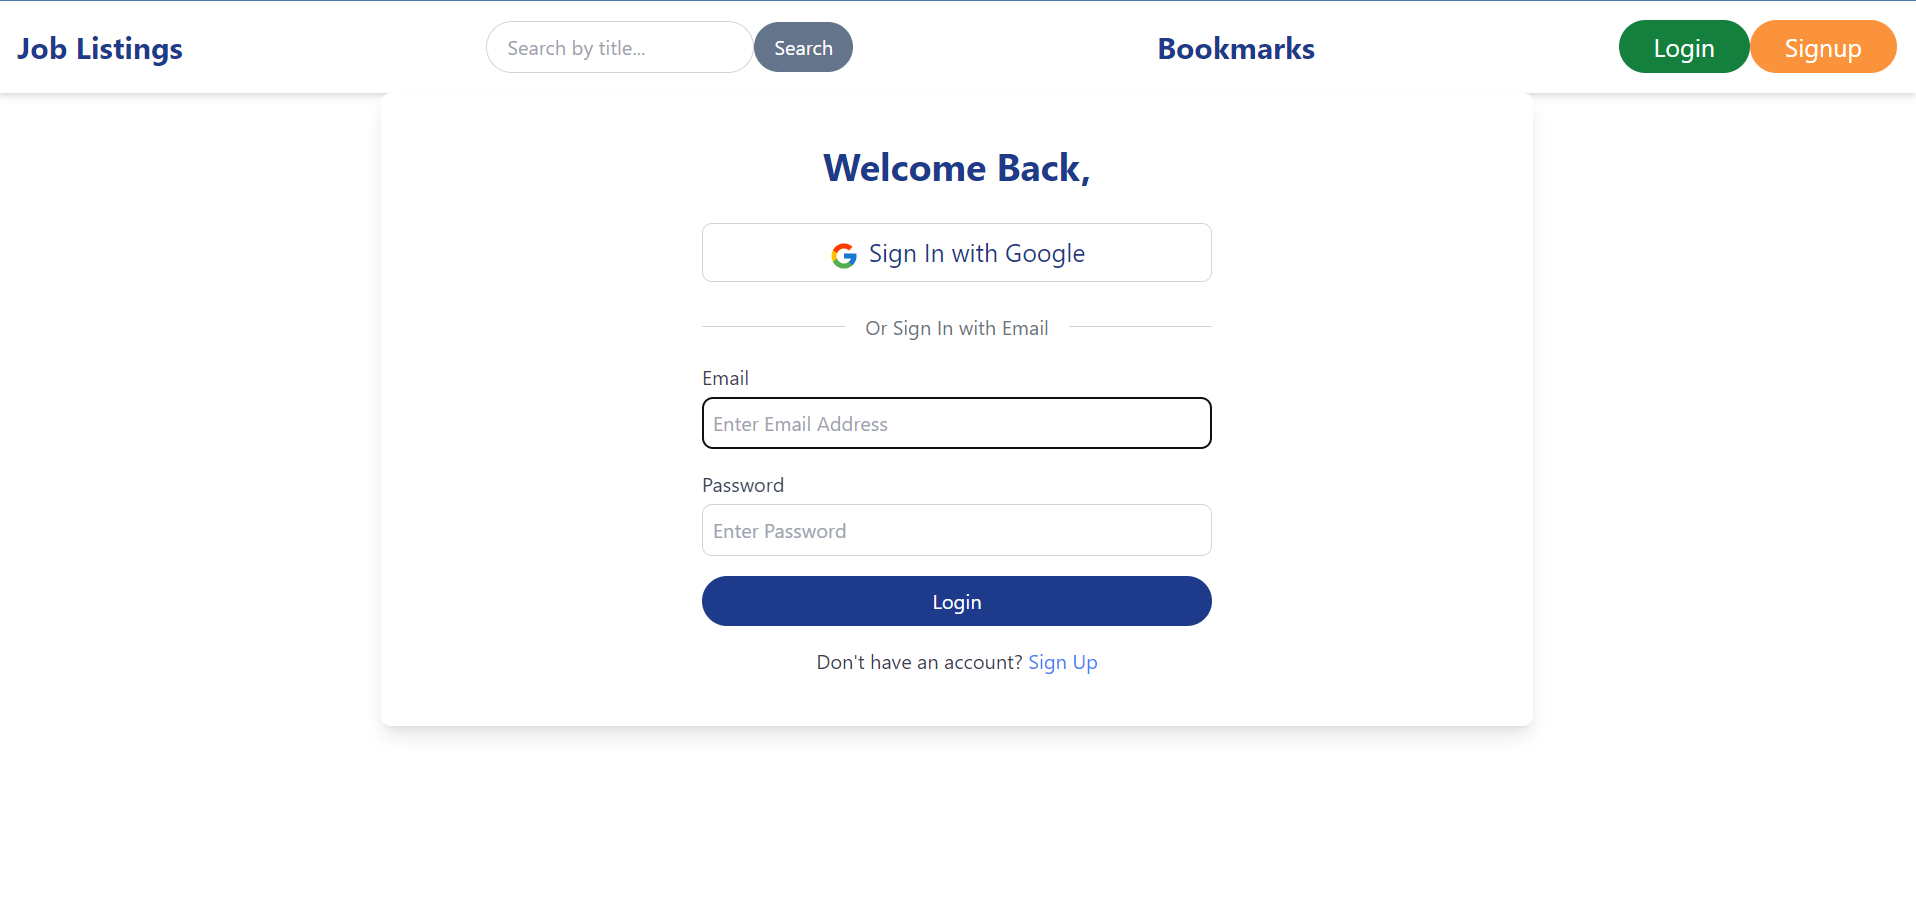 Job Listings
Search by title...
Search
Bookmarks
Login
Signup
Welcome Back,
Sign In with Google
Or Sign In with Email
Email
Enter Email Address
Password
Enter Password
Login
Don't have an account? Sign Up